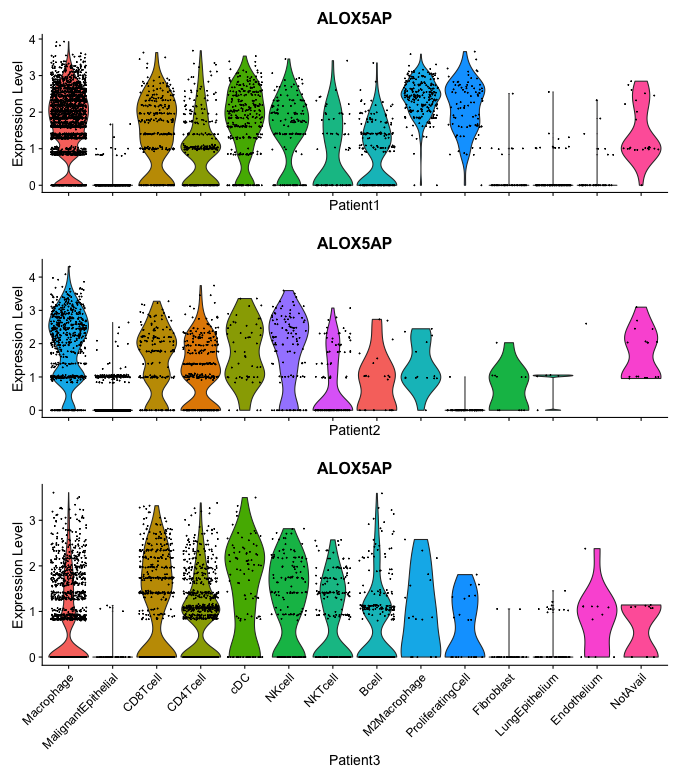 ALOX5AP
Expression Level
4
3
2
1
0
Patient1
ALOX5AP
Expression Level
4
3
2
1
0
Patient2
ALOX5AP
Expression Level
3
2
1
0
Macrophage
MalignantEpithelial
CD8Tcell
CD4Tcell
cDC
NKcell
NKTcell
Bcell
M2Macrophage
ProliferatingCell
Fibroblast
LungEpithelium
Endothelium
NotAvail
Patient3